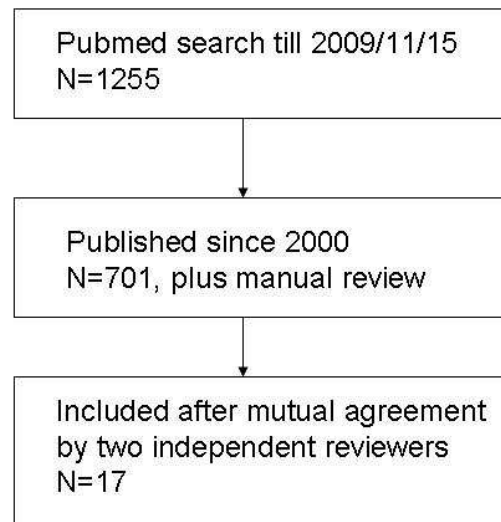 Pubmed search till 2009/11/15
N=1255
Published since 2000
N=701, plus manual review
Included after mutual agreement
by two independent reviewers
N=17